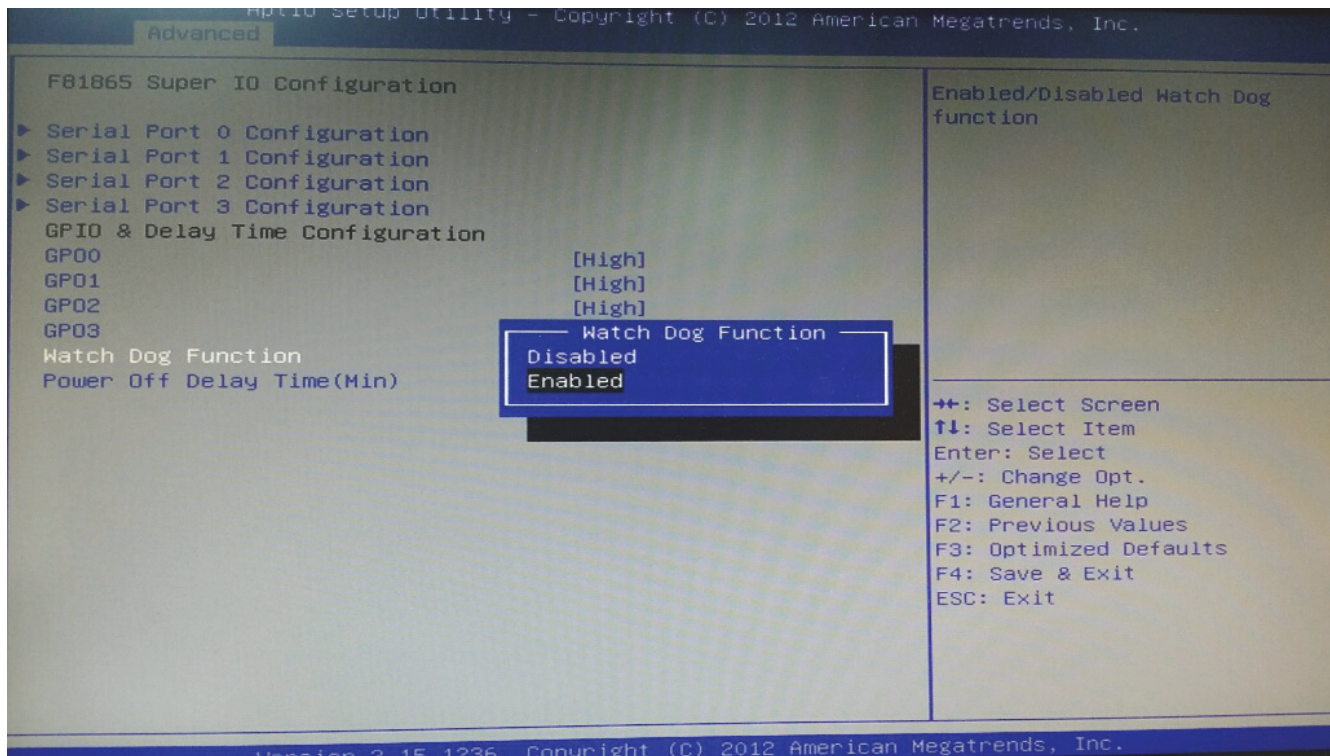 Aptio Setup Utility - Copyright (C) 2012 American Megatrends, Inc.
Advanced
F81865 Super IO Configuration
Serial Port 0 Configuration
Serial Port 1 Configuration
Serial Port 2 Configuration
Serial Port 3 Configuration
GPIO & Delay Time Configuration
GPO0 [High]
GPO1 [High]
GPO2 [High]
GPO3
Watch Dog Function
Power Off Delay Time(Min)
Watch Dog Function
Disabled
Enabled
Enabled/Disabled Watch Dog
function
→←: Select Screen
↑↓: Select Item
Enter: Select
+/-: Change Opt.
F1: General Help
F2: Previous Values
F3: Optimized Defaults
F4: Save & Exit
ESC: Exit
Version 2.15.1236. Copyright (C) 2012 American Megatrends, Inc.